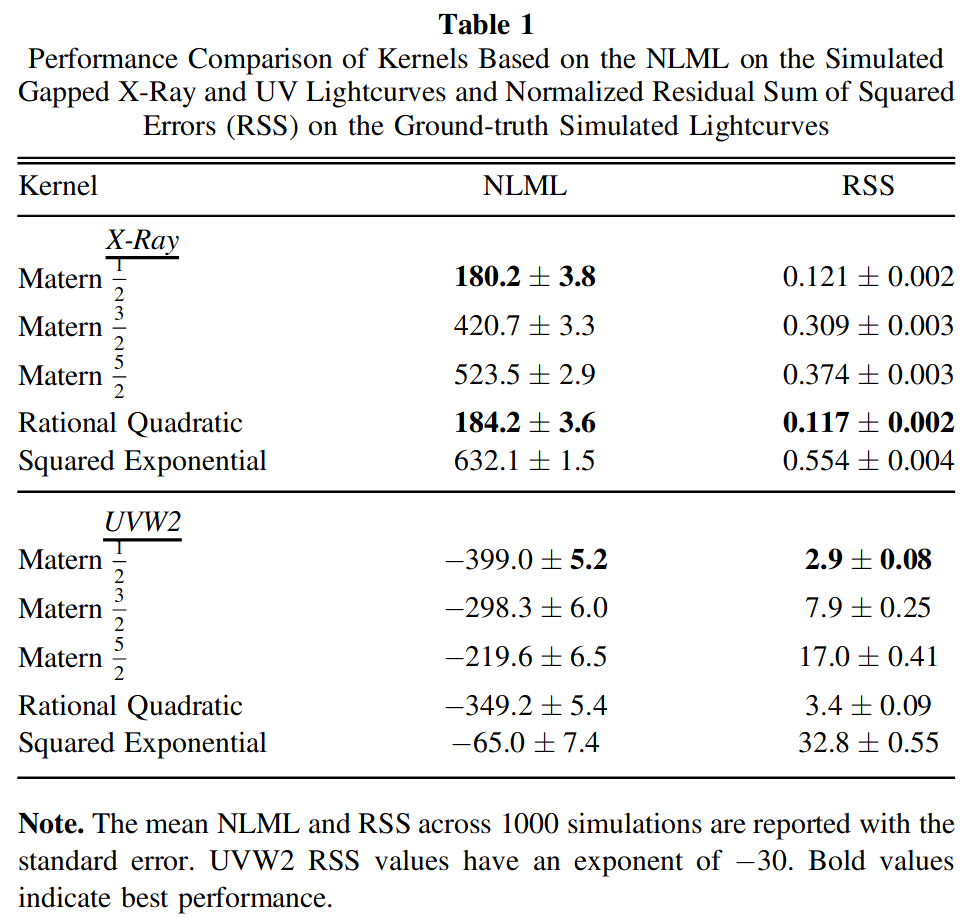 Table 1
Performance Comparison of Kernels Based on the NLML on the Simulated
Gapped X-Ray and UV Lightcurves and Normalized Residual Sum of Squared
Errors (RSS) on the Ground-truth Simulated Lightcurves
Kernel NLML RSS
X-Ray
Matern 1/2 180.2 ± 3.8 0.121 ± 0.002
Matern 3/2 420.7 ± 3.3 0.309 ± 0.003
Matern 5/2 523.5 ± 2.9 0.374 ± 0.003
Rational Quadratic 184.2 ± 3.6 0.117 ± 0.002
Squared Exponential 632.1 ± 1.5 0.554 ± 0.004
UVW2
Matern 1/2 −399.0 ± 5.2 2.9 ± 0.08
Matern 3/2 −298.3 ± 6.0 7.9 ± 0.25
Matern 5/2 −219.6 ± 6.5 17.0 ± 0.41
Rational Quadratic −349.2 ± 5.4 3.4 ± 0.09
Squared Exponential −65.0 ± 7.4 32.8 ± 0.55
Note. The mean NLML and RSS across 1000 simulations are reported with the
standard error. UVW2 RSS values have an exponent of −30. Bold values
indicate best performance.